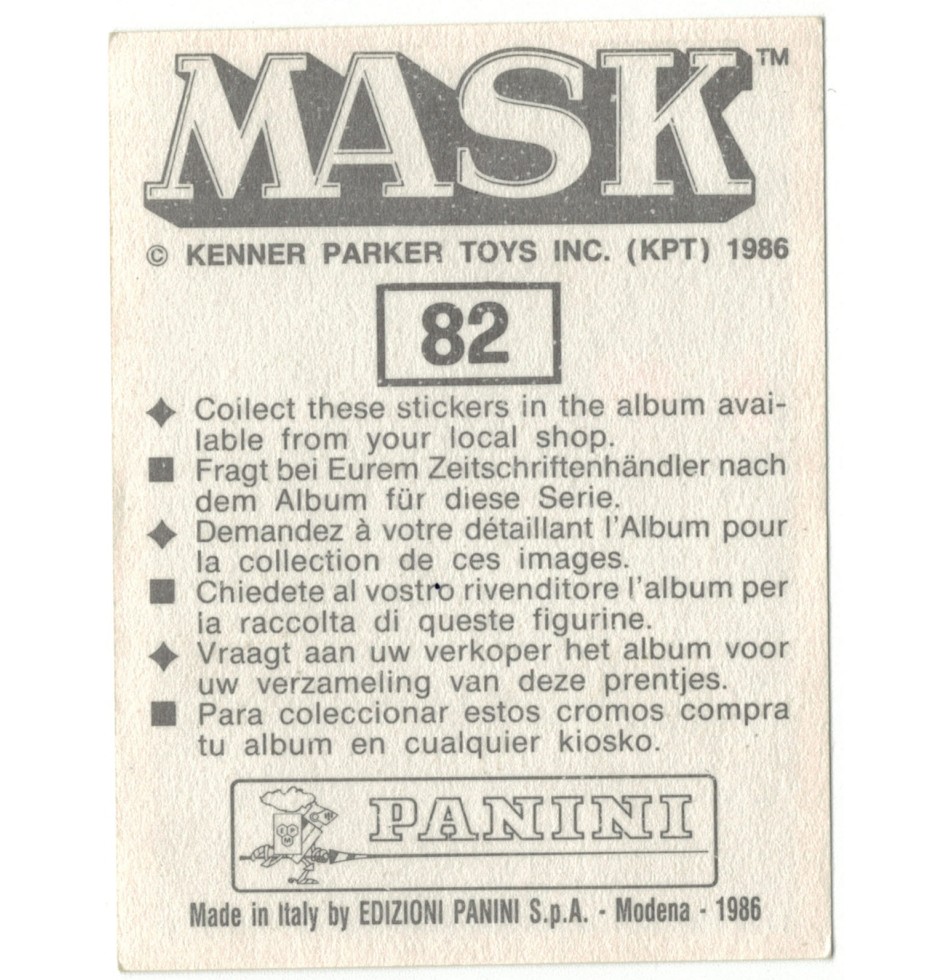 MASK™
© KENNER PARKER TOYS INC. (KPT) 1986
82
Collect these stickers in the album avai-
lable from your local shop.
Fragt bei Eurem Zeitschriftenhändler nach
dem Album für diese Serie.
Demandez à votre détaillant l'Album pour
la collection de ces images.
Chiedete al vostro rivenditore l'album per
la raccolta di queste figurine.
Vraagt aan uw verkoper het album voor
uw verzameling van deze prentjes.
Para coleccionar estos cromos compra
tu album en cualquier kiosko.
PANINI
Made in Italy by EDIZIONI PANINI S.p.A. - Modena - 1986